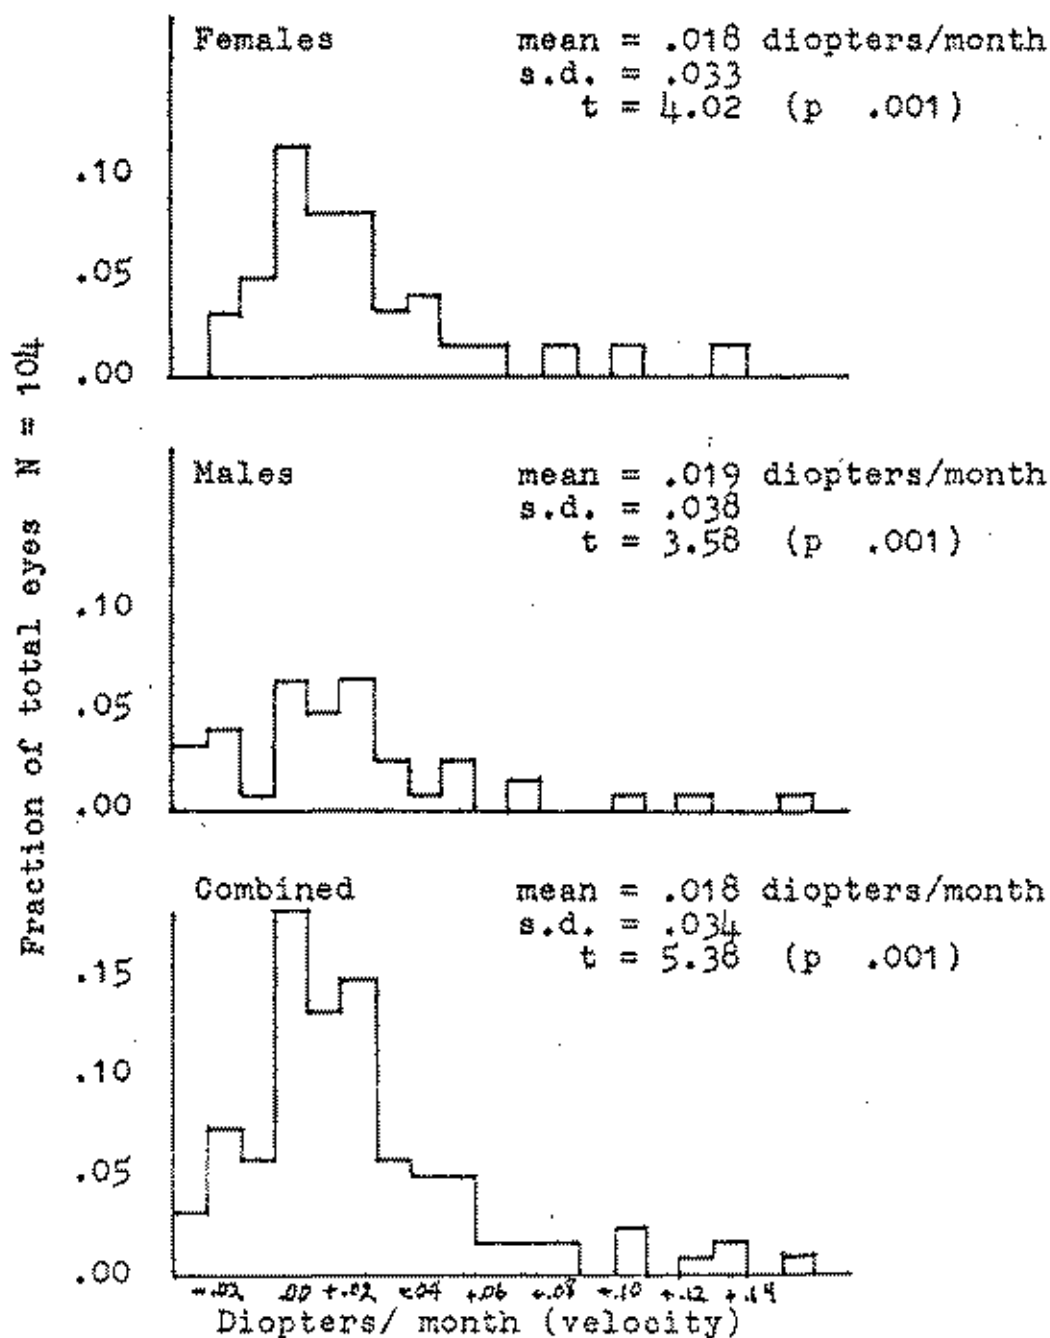 Females
mean = .018 diopters/month
s.d. = .033
t = 4.02 (p .001)
.10
.05
.00
Males
mean = .019 diopters/month
s.d. = .038
t = 3.58 (p .001)
.10
.05
.00
Combined
mean = .018 diopters/month
s.d. = .034
t = 5.38 (p .001)
.15
.10
.05
.00
-.02 .00 +.02 +.04 +.06 +.08 +.10 +.12 +.14
Diopters/ month (velocity)
Fraction of total eyes N = 104